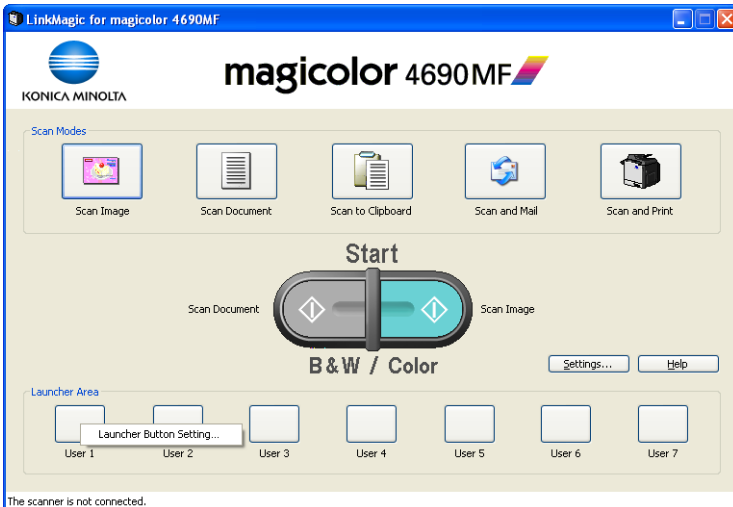 LinkMagic for magicolor 4690MF
KONICA MINOLTA
magicolor 4690MF
Scan Modes
Scan Image
Scan Document
Scan to Clipboard
Scan and Mail
Scan and Print
Start
Scan Document
Scan Image
B & W / Color
Settings...
Help
Launcher Area
Launcher Button Setting...
User 1
User 2
User 3
User 4
User 5
User 6
User 7
The scanner is not connected.